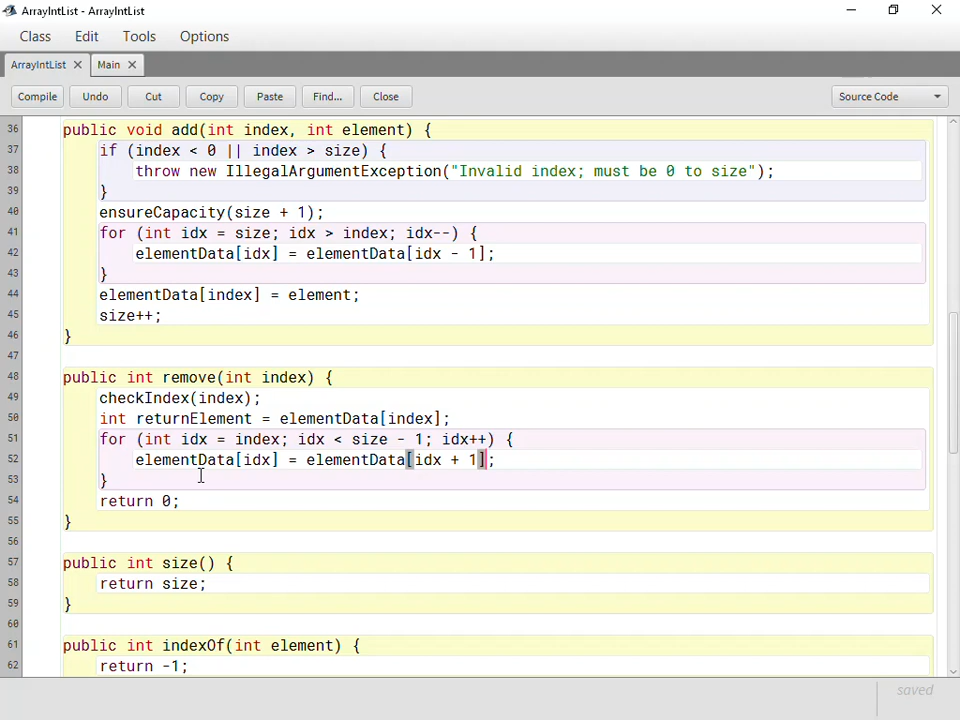 ArrayIntList - ArrayIntList
Class Edit Tools Options
ArrayIntList Main
Compile Undo Cut Copy Paste Find... Close Source Code
36 public void add(int index, int element) {
37 if (index < 0 || index > size) {
38 throw new IllegalArgumentException("Invalid index; must be 0 to size");
39 }
40 ensureCapacity(size + 1);
41 for (int idx = size; idx > index; idx--) {
42 elementData[idx] = elementData[idx - 1];
43 }
44 elementData[index] = element;
45 size++;
46 }
47
48 public int remove(int index) {
49 checkIndex(index);
50 int returnElement = elementData[index];
51 for (int idx = index; idx < size - 1; idx++) {
52 elementData[idx] = elementData[idx + 1];
53 }
54 return 0;
55 }
56
57 public int size() {
58 return size;
59 }
60
61 public int indexOf(int element) {
62 return -1;
saved